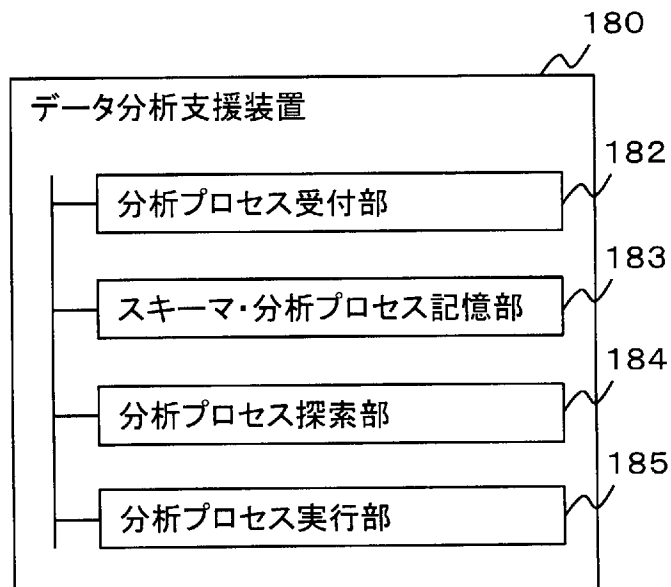 180
データ分析支援装置
182
分析プロセス受付部
183
スキーマ・分析プロセス記憶部
184
分析プロセス探索部
185
分析プロセス実行部